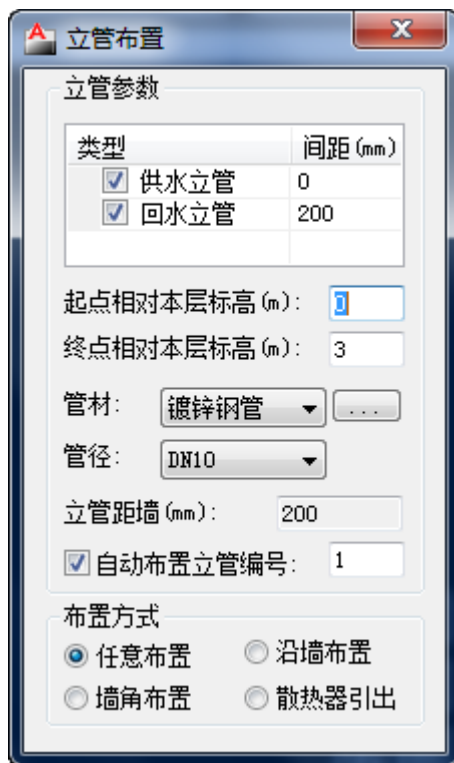 立管布置
立管参数
类型 间距(mm)
供水立管 0
回水立管 200
起点相对本层标高(m): 0
终点相对本层标高(m): 3
管材: 镀锌钢管 ...
管径: DN10
立管距墙(mm): 200
自动布置立管编号: 1
布置方式
任意布置 沿墙布置
墙角布置 散热器引出